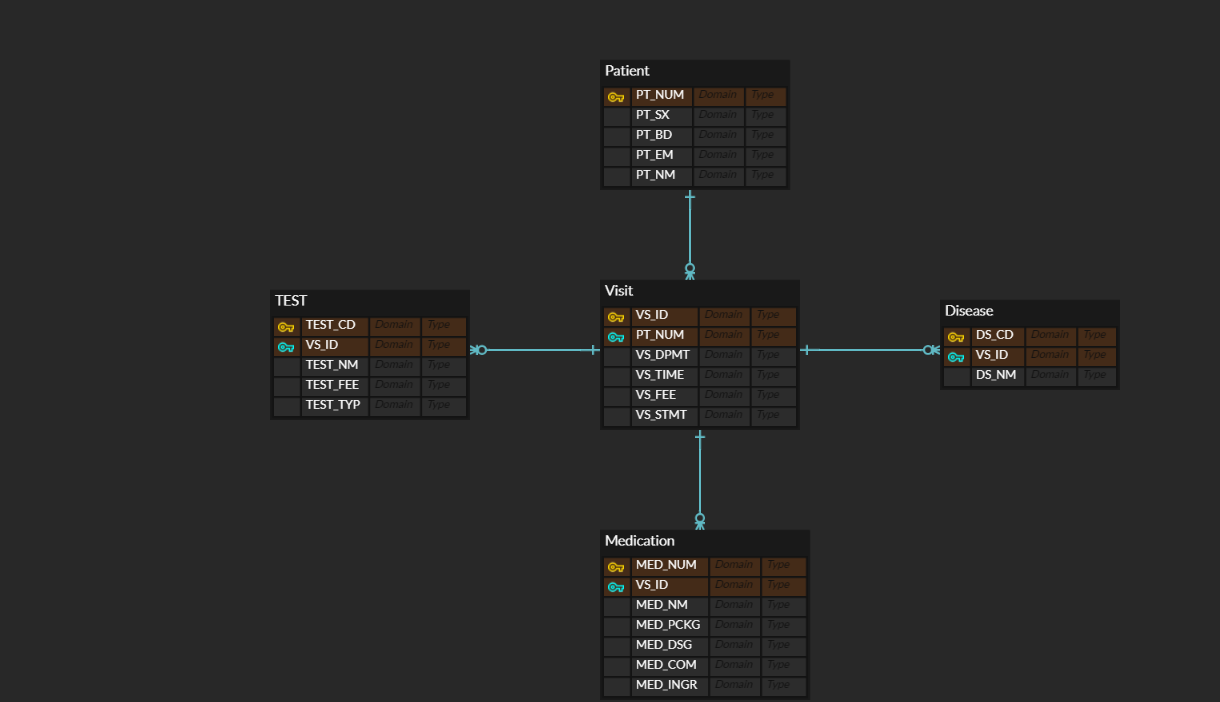 Patient
PT_NUM Domain Type
PT_SX Domain Type
PT_BD Domain Type
PT_EM Domain Type
PT_NM Domain Type
TEST
TEST_CD Domain Type
VS_ID Domain Type
TEST_NM Domain Type
TEST_FEE Domain Type
TEST_TYP Domain Type
Visit
VS_ID Domain Type
PT_NUM Domain Type
VS_DPMT Domain Type
VS_TIME Domain Type
VS_FEE Domain Type
VS_STMT Domain Type
Disease
DS_CD Domain Type
VS_ID Domain Type
DS_NM Domain Type
Medication
MED_NUM Domain Type
VS_ID Domain Type
MED_NM Domain Type
MED_PCKG Domain Type
MED_DSG Domain Type
MED_COM Domain Type
MED_INGR Domain Type